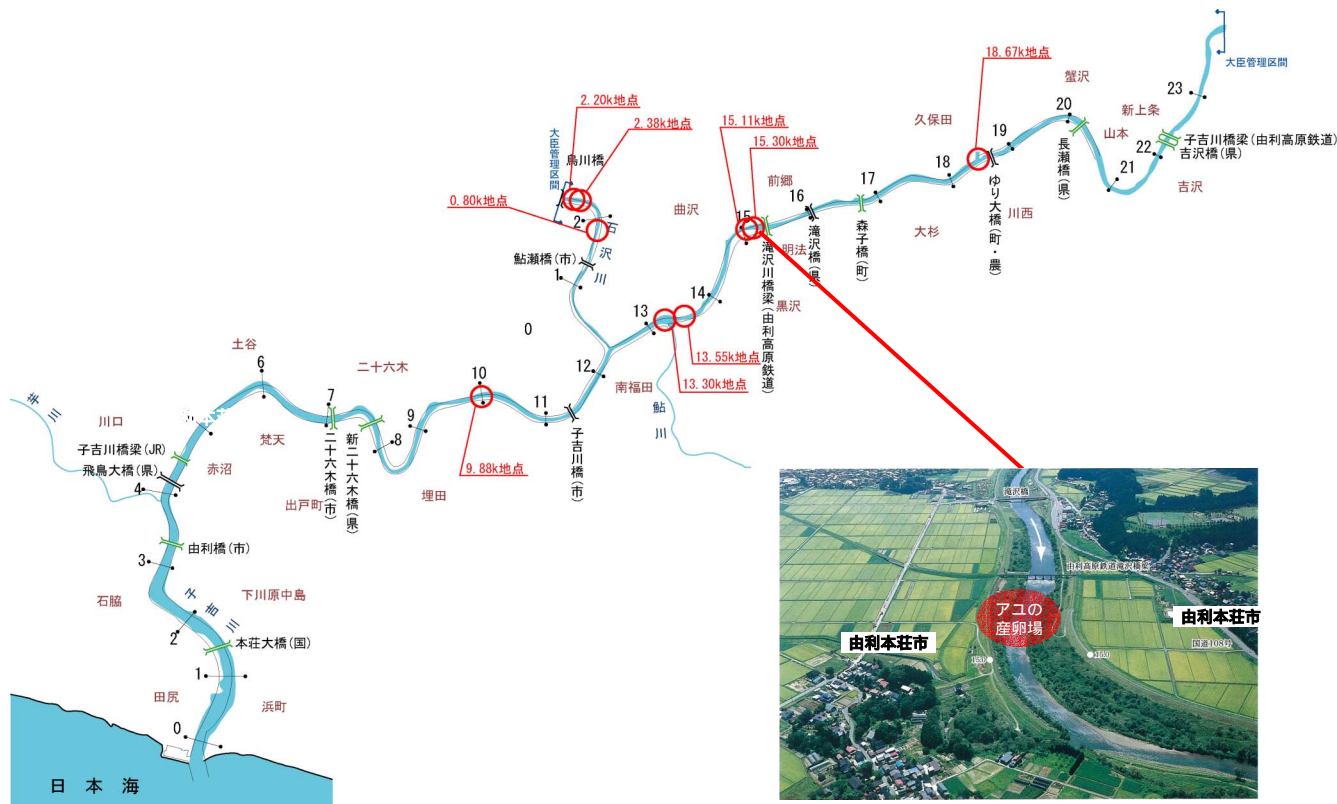 大臣管理区間
18.67k地点
蟹沢
23
新上条
子吉川橋梁(由利高原鉄道)
吉沢橋(県)
22
吉沢
21
山本
20
長瀬橋(県)
19
久保田
18
ゆり大橋(町・農)
川西
大杉
17
森子橋(町)
16
前郷
滝沢橋(県)
明法
黒沢
滝沢川橋梁(由利高原鉄道)
15.11k地点
15.30k地点
15
曲沢
14
13.55k地点
13.30k地点
13
鮎川
南福田
12
2.20k地点
2.38k地点
大臣管理区間
鳥川橋
0.80k地点
2
石沢川
鮎瀬橋(市)
1
0
子吉川橋(市)
11
10
9.88k地点
9
埋田
8
二十六木
新二十六木橋(県)
7
二十六木橋(市)
出戸町
土谷
6
梵天
芋川
川口
子吉川橋梁(JR)
赤沼
飛鳥大橋(県)
4
由利橋(市)
3
石脇
下川原中島
子吉川
2
本荘大橋(国)
1
田尻
浜町
0
日本海
滝沢橋
由利高原鉄道滝沢橋梁
アユの
産卵場
由利本荘市
由利本荘市
国道108号
15.0